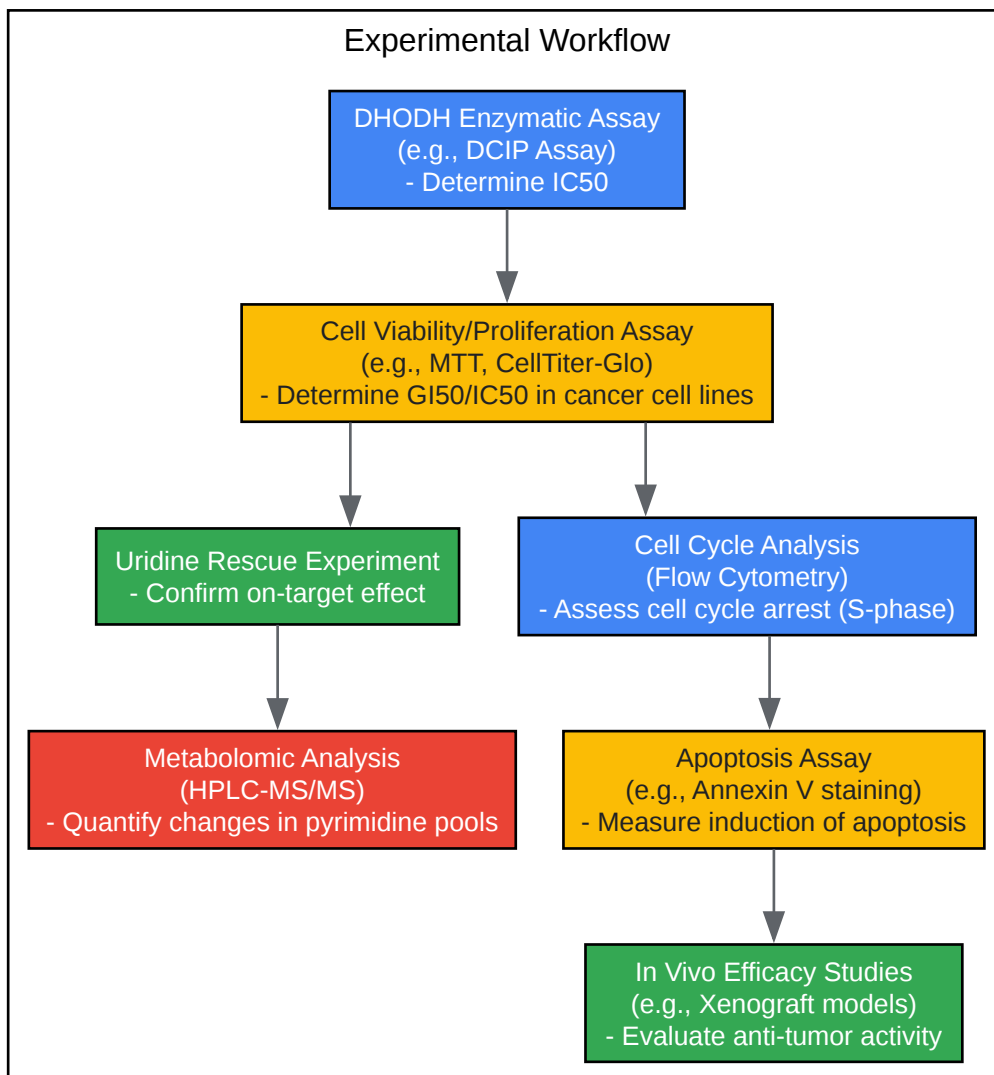 Experimental Workflow
DHODH Enzymatic Assay
(e.g., DCIP Assay)
- Determine IC50
Cell Viability/Proliferation Assay
(e.g., MTT, CellTiter-Glo)
- Determine GI50/IC50 in cancer cell lines
Uridine Rescue Experiment
- Confirm on-target effect
Cell Cycle Analysis
(Flow Cytometry)
- Assess cell cycle arrest (S-phase)
Metabolomic Analysis
(HPLC-MS/MS)
- Quantify changes in pyrimidine pools
Apoptosis Assay
(e.g., Annexin V staining)
- Measure induction of apoptosis
In Vivo Efficacy Studies
(e.g., Xenograft models)
- Evaluate anti-tumor activity